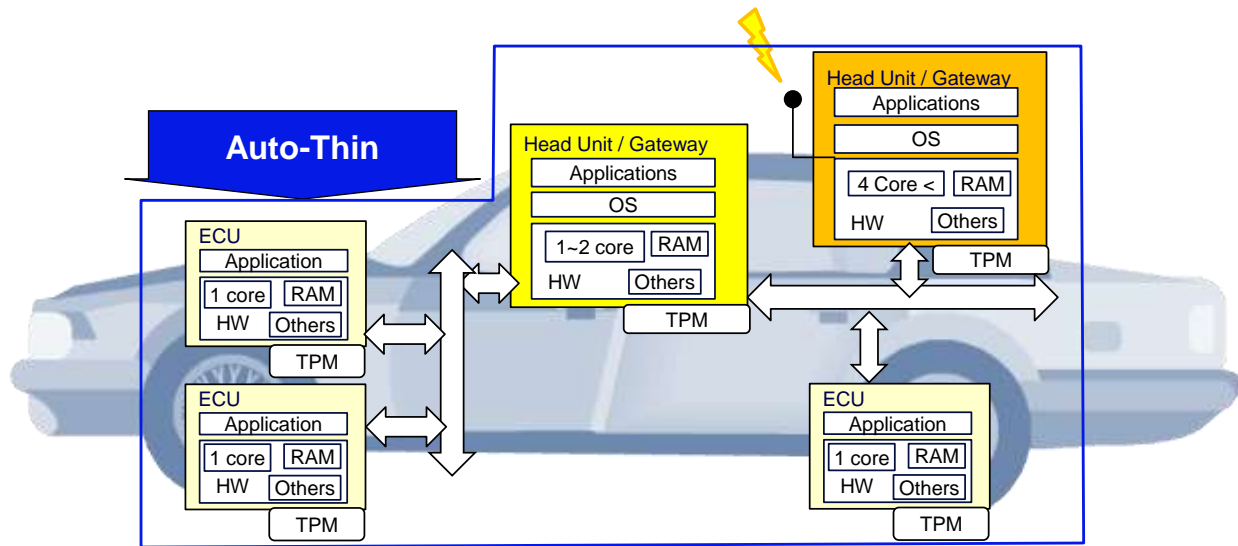 Auto-Thin
Head Unit / Gateway
Applications
OS
4 Core <
RAM
HW
Others
TPM
Head Unit / Gateway
Applications
OS
1~2 core
RAM
HW
Others
TPM
ECU
Application
1 core
RAM
HW
Others
TPM
ECU
Application
1 core
RAM
HW
Others
TPM
ECU
Application
1 core
RAM
HW
Others
TPM